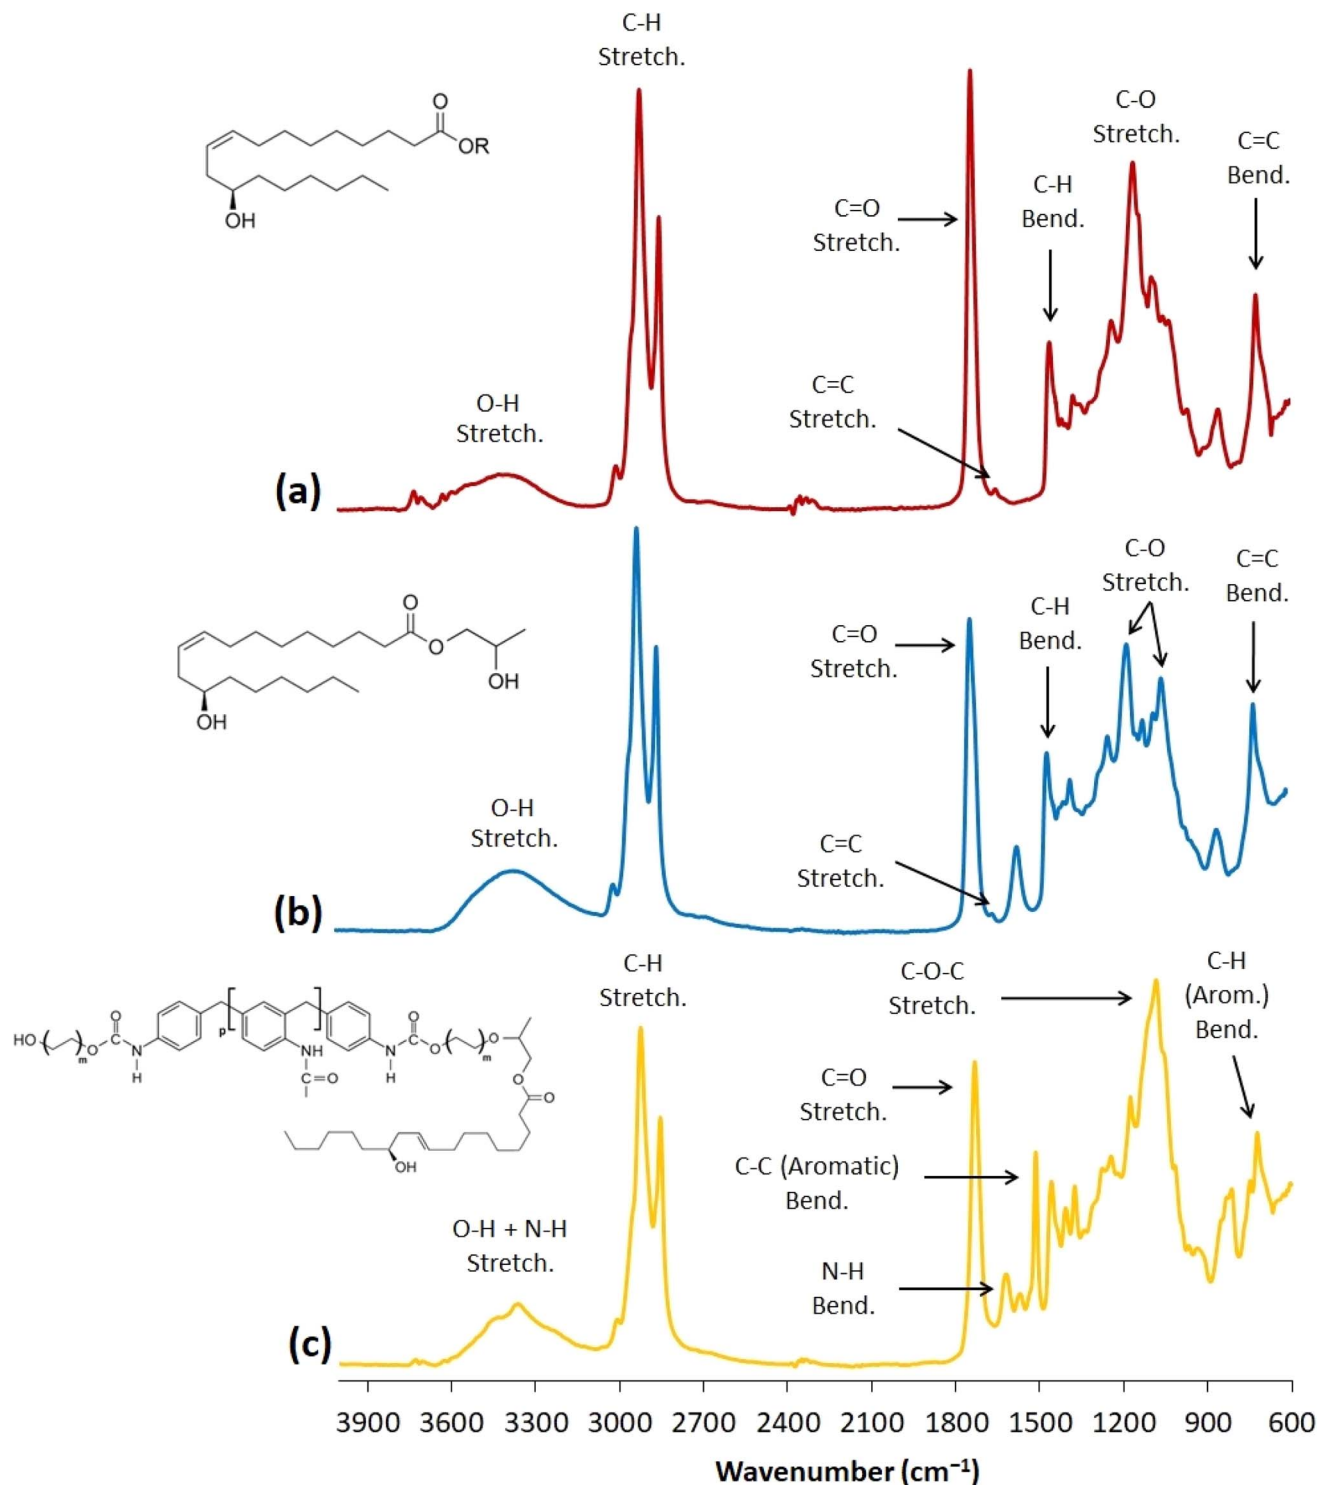 C-H
Stretch.
C-O
Stretch.
C=C
Bend.
C-H
Bend.
C=O
Stretch.
O
OR
OH
C=C
Stretch.
O-H
Stretch.
(a)
C-O
Stretch.
C=C
Bend.
C-H
Bend.
C=O
Stretch.
O
O
OH
OH
C=C
Stretch.
O-H
Stretch.
(b)
C-H
Stretch.
C-O-C
Stretch.
C-H
(Arom.)
Bend.
HO
m
O
O
N
H
p
NH
C=O
N
H
O
O
m
O
O
O
OH
C=O
Stretch.
C-C (Aromatic)
Bend.
O-H + N-H
Stretch.
N-H
Bend.
(c)
3900 3600 3300 3000 2700 2400 2100 1800 1500 1200 900 600
Wavenumber (cm⁻¹)